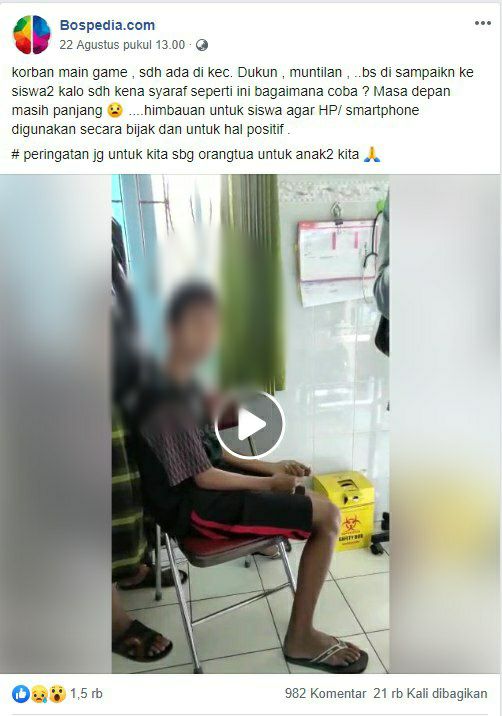 Bospedia.com
22 Agustus pukul 13.00 ·
korban main game , sdh ada di kec. Dukun , muntilan , ..bs di sampaikn ke
siswa2 kalo sdh kena syaraf seperti ini bagaimana coba ? Masa depan
masih panjang 😧 ....himbauan untuk siswa agar HP/ smartphone
digunakan secara bijak dan untuk hal positif .
# peringatan jg untuk kita sbg orangtua untuk anak2 kita 🙏
SAFETY BOX
1,5 rb
982 Komentar 21 rb Kali dibagikan